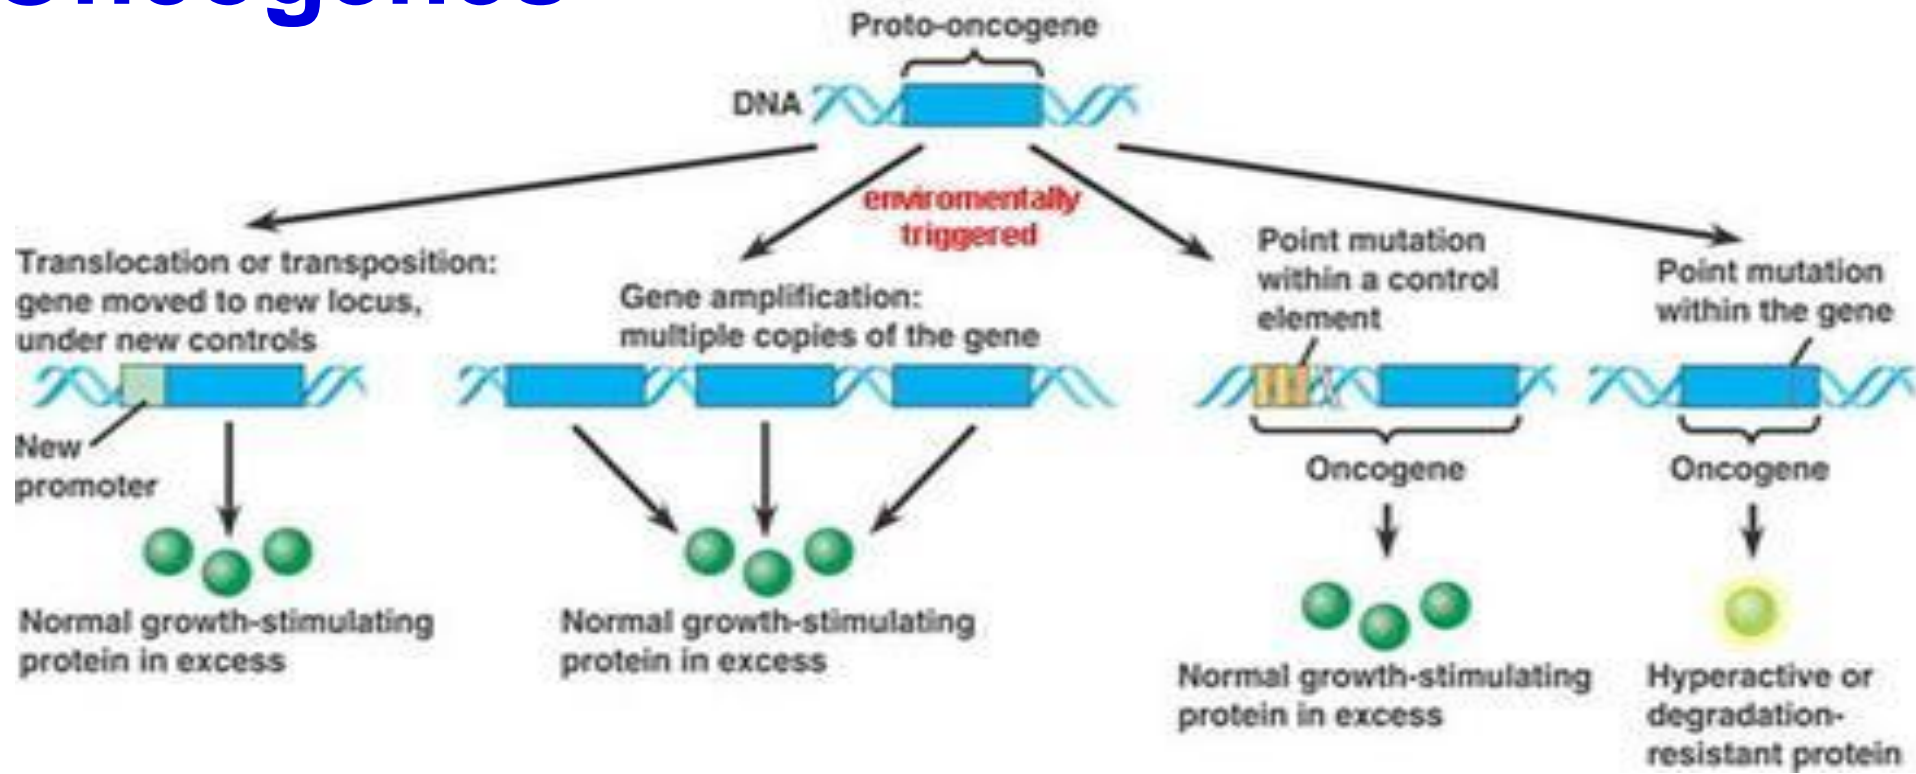 Oncogenes
Proto-oncogene
DNA
enviromentally
triggered
Translocation or transposition:
gene moved to new locus,
under new controls
Gene amplification:
multiple copies of the gene
Point mutation
within a control
element
Point mutation
within the gene
New
promoter
Oncogene
Oncogene
Normal growth-stimulating
protein in excess
Normal growth-stimulating
protein in excess
Normal growth-stimulating
protein in excess
Hyperactive or
degradation-
resistant protein